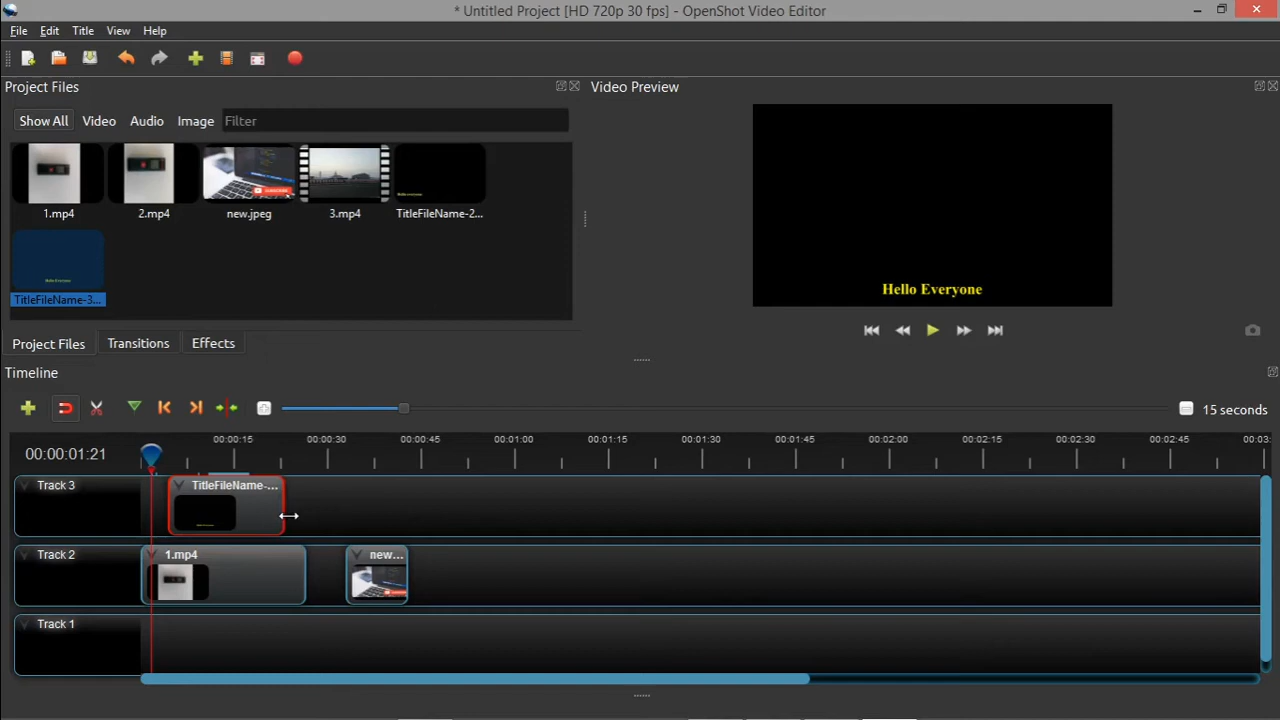 * Untitled Project [HD 720p 30 fps] - OpenShot Video Editor
File Edit Title View Help
Project Files
Video Preview
Show All Video Audio Image Filter
1.mp4 2.mp4 new.jpeg 3.mp4 TitleFileName-2...
TitleFileName-3...
Hello Everyone
Project Files Transitions Effects
Timeline
15 seconds
00:00:01:21
00:00:15 00:00:30 00:00:45 00:01:00 00:01:15 00:01:30 00:01:45 00:02:00 00:02:15 00:02:30 00:02:45 00:03:
Track 3
TitleFileName-...
Track 2
1.mp4
new...
Track 1